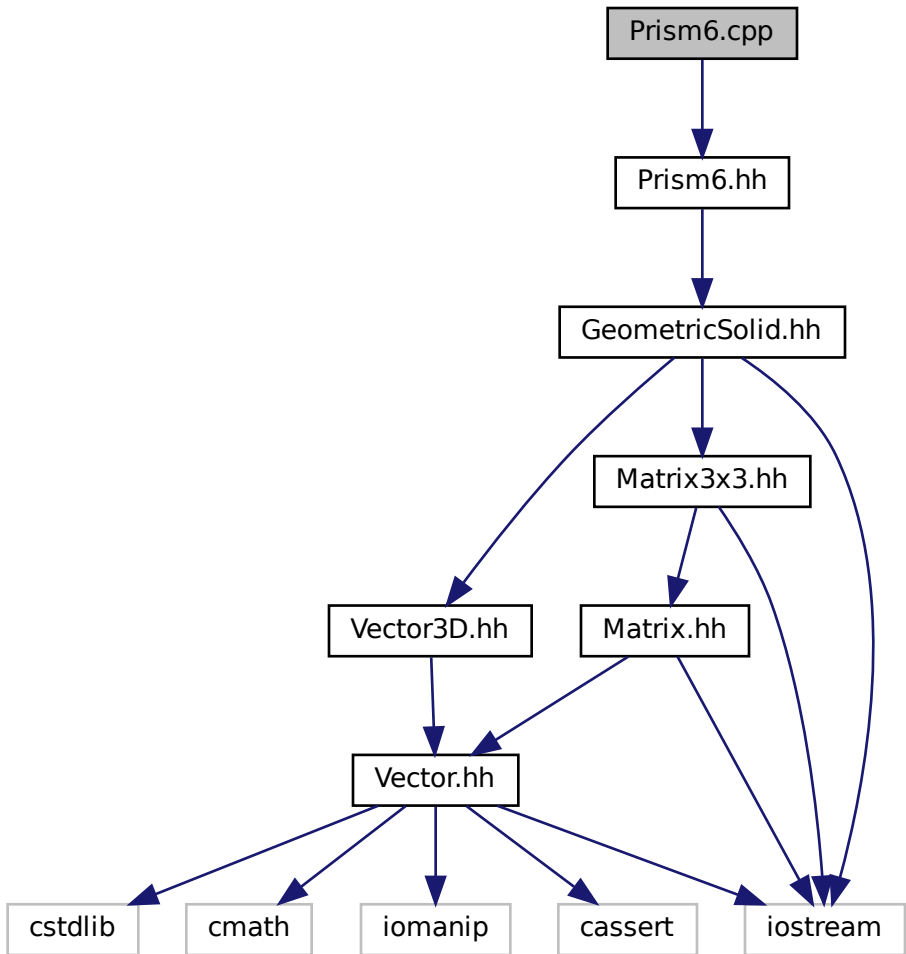 Prism6.cpp
Prism6.hh
GeometricSolid.hh
Matrix3x3.hh
Vector3D.hh
Matrix.hh
Vector.hh
cstdlib
cmath
iomanip
cassert
iostream